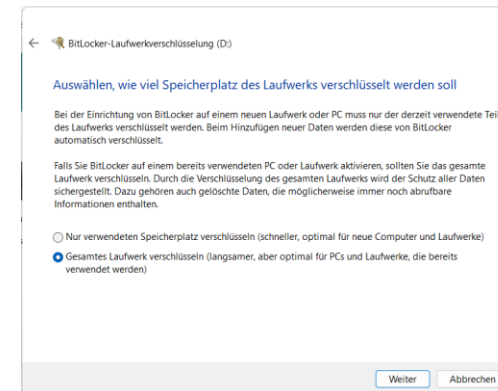 BitLocker-Laufwerkverschlüsselung (D:)
Auswählen, wie viel Speicherplatz des Laufwerks verschlüsselt werden soll
Bei der Einrichtung von BitLocker auf einem neuen Laufwerk oder PC muss nur der derzeit verwendete Teil
des Laufwerks verschlüsselt werden. Beim Hinzufügen neuer Daten werden diese von BitLocker
automatisch verschlüsselt.
Falls Sie BitLocker auf einem bereits verwendeten PC oder Laufwerk aktivieren, sollten Sie das gesamte
Laufwerk verschlüsseln. Durch die Verschlüsselung des gesamten Laufwerks wird der Schutz aller Daten
sichergestellt. Dazu gehören auch gelöschte Daten, die möglicherweise immer noch abrufbare
Informationen enthalten.
Nur verwendeten Speicherplatz verschlüsseln (schneller, optimal für neue Computer und Laufwerke)
Gesamtes Laufwerk verschlüsseln (langsamer, aber optimal für PCs und Laufwerke, die bereits
verwendet werden)
Weiter Abbrechen